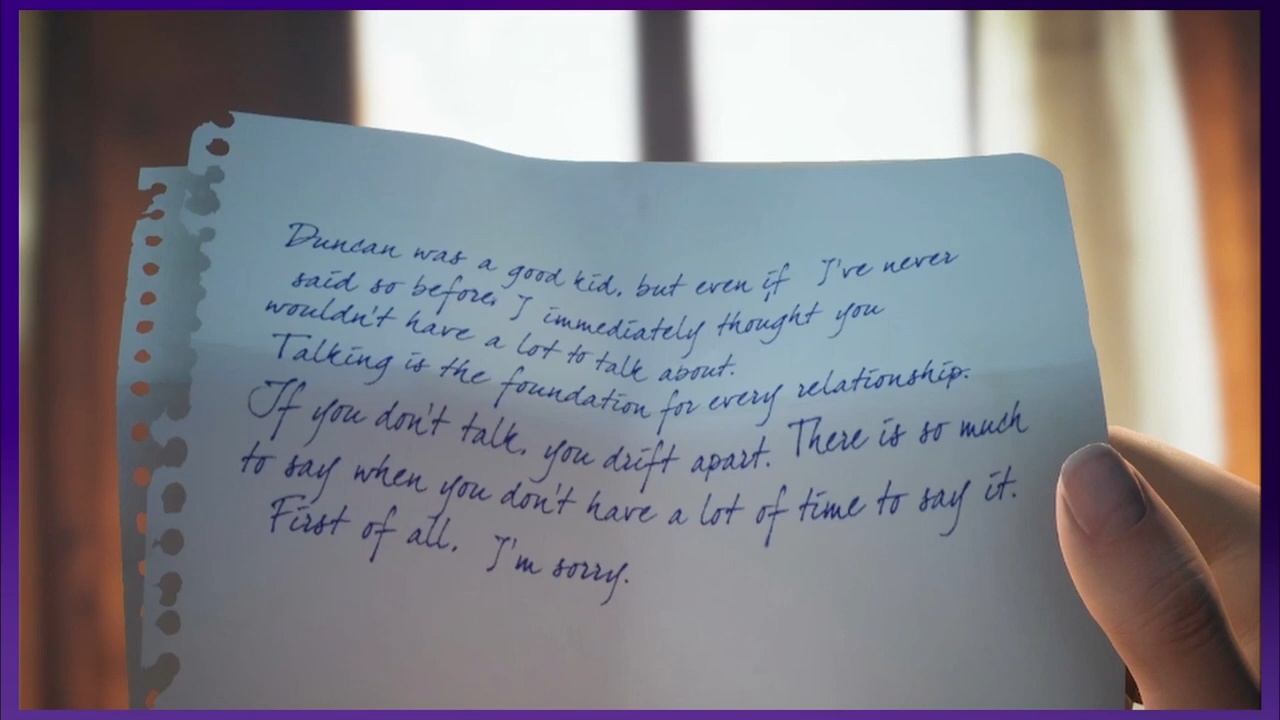 Duncan was a good kid, but even if I've never
said so before, I immediately thought you
wouldn't have a lot to talk about.
Talking is the foundation for every relationship.
If you don't talk, you drift apart. There is so much
to say when you don't have a lot of time to say it.
First of all, I'm sorry.